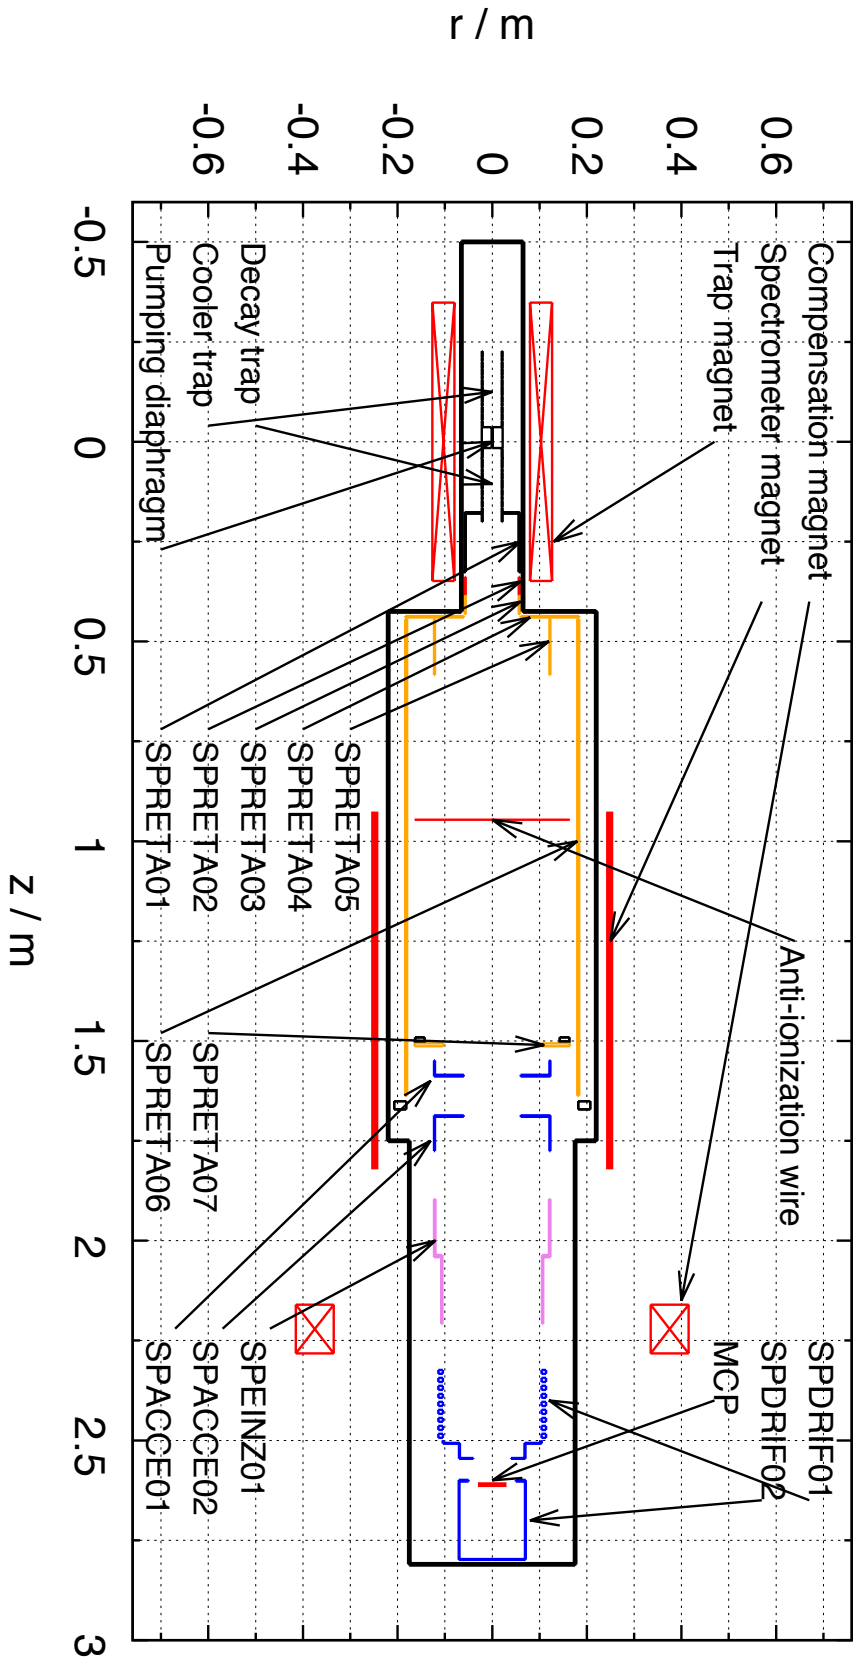 r / m
-0.6
-0.4
-0.2
0
0.2
0.4
0.6
-0.5
0
0.5
1
1.5
2
2.5
3
z / m
Compensation magnet
Spectrometer magnet
Trap magnet
Decay trap
Cooler trap
Pumping diaphragm
SPRETA05
SPRETA04
SPRETA03
SPRETA02
SPRETA01
Anti-ionization wire
SPRETA07
SPRETA06
SPDRIF01
SPDRIF02
MCP
SPEINZ01
SPACCE02
SPACCE01